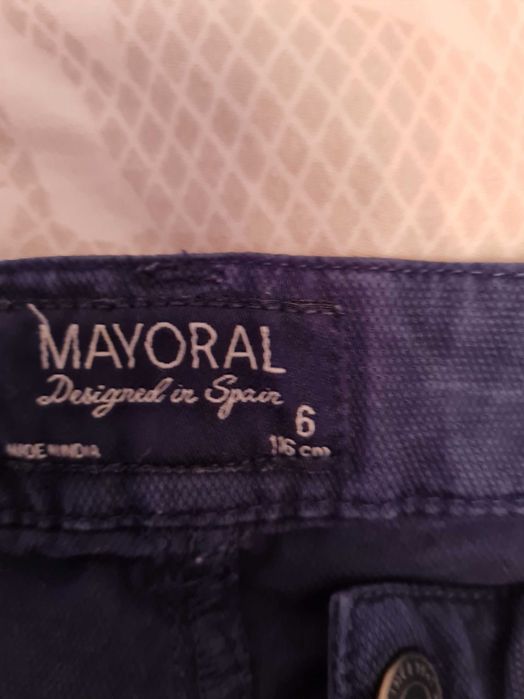 MAYORAL
Designed in Spain
6
116 cm
MADE IN INDIA